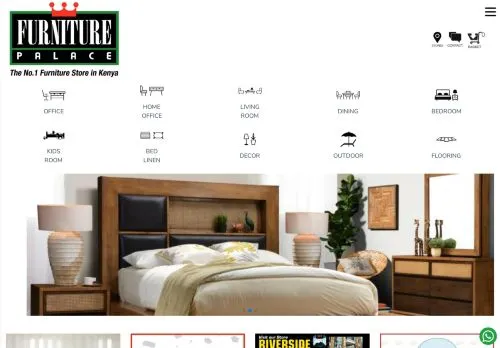 FURNITURE
PALACE
The No.1 Furniture Store in Kenya
STORES
CONTACT
BASKET
OFFICE
HOME
OFFICE
LIVING
ROOM
DINING
BEDROOM
KIDS
ROOM
BED
LINEN
DECOR
OUTDOOR
FLOORING
Visit our Store
RIVERSIDE